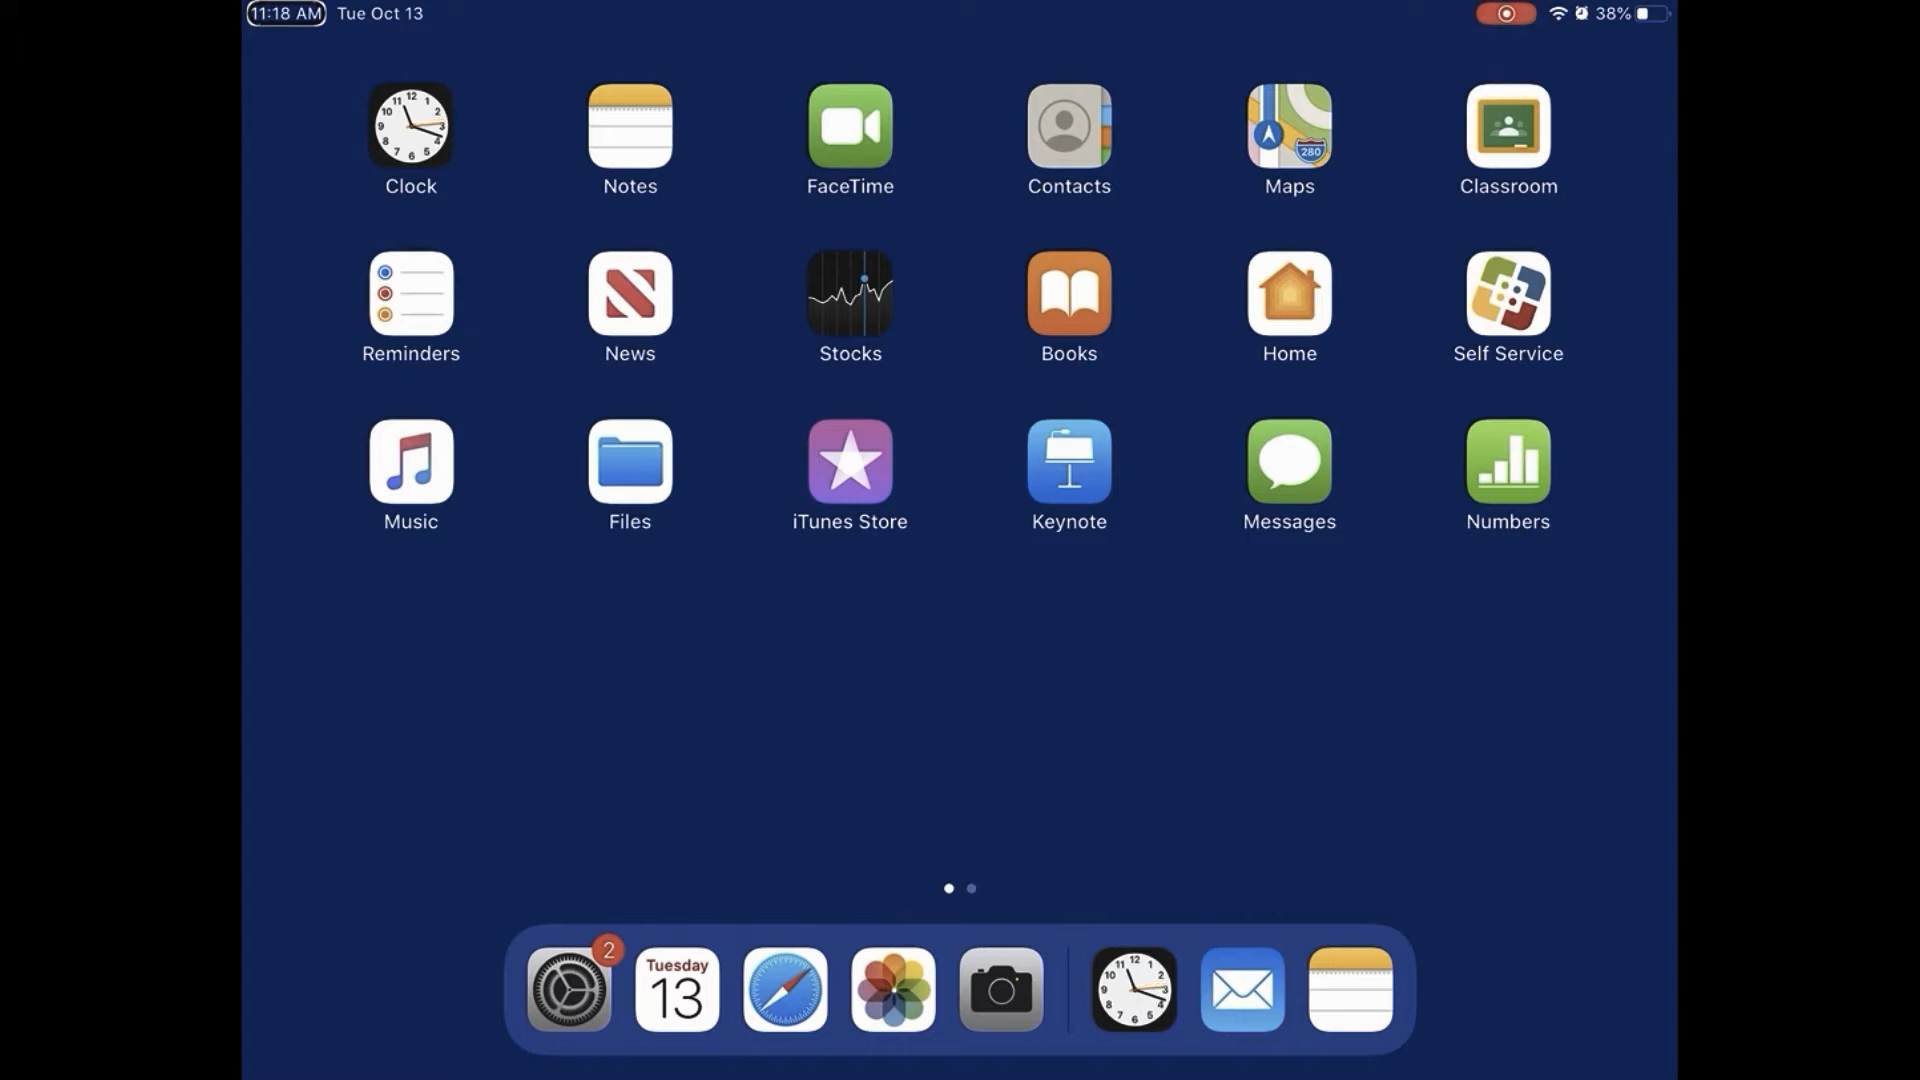 11:18 AM Tue Oct 13 38%
Clock Notes FaceTime Contacts Maps Classroom
280
Reminders News Stocks Books Home Self Service
Music Files iTunes Store Keynote Messages Numbers
2
Tuesday
13